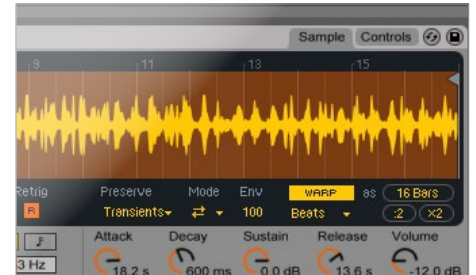 Sample Controls
9 11 13 15
Retrig Preserve Mode Env WARP as 16 Bars
R Transients 100 Beats :2 ×2
Attack Decay Sustain Release Volume
3 Hz 18.2 s 600 ms 0.0 dB 13.6 s -12.0 dB